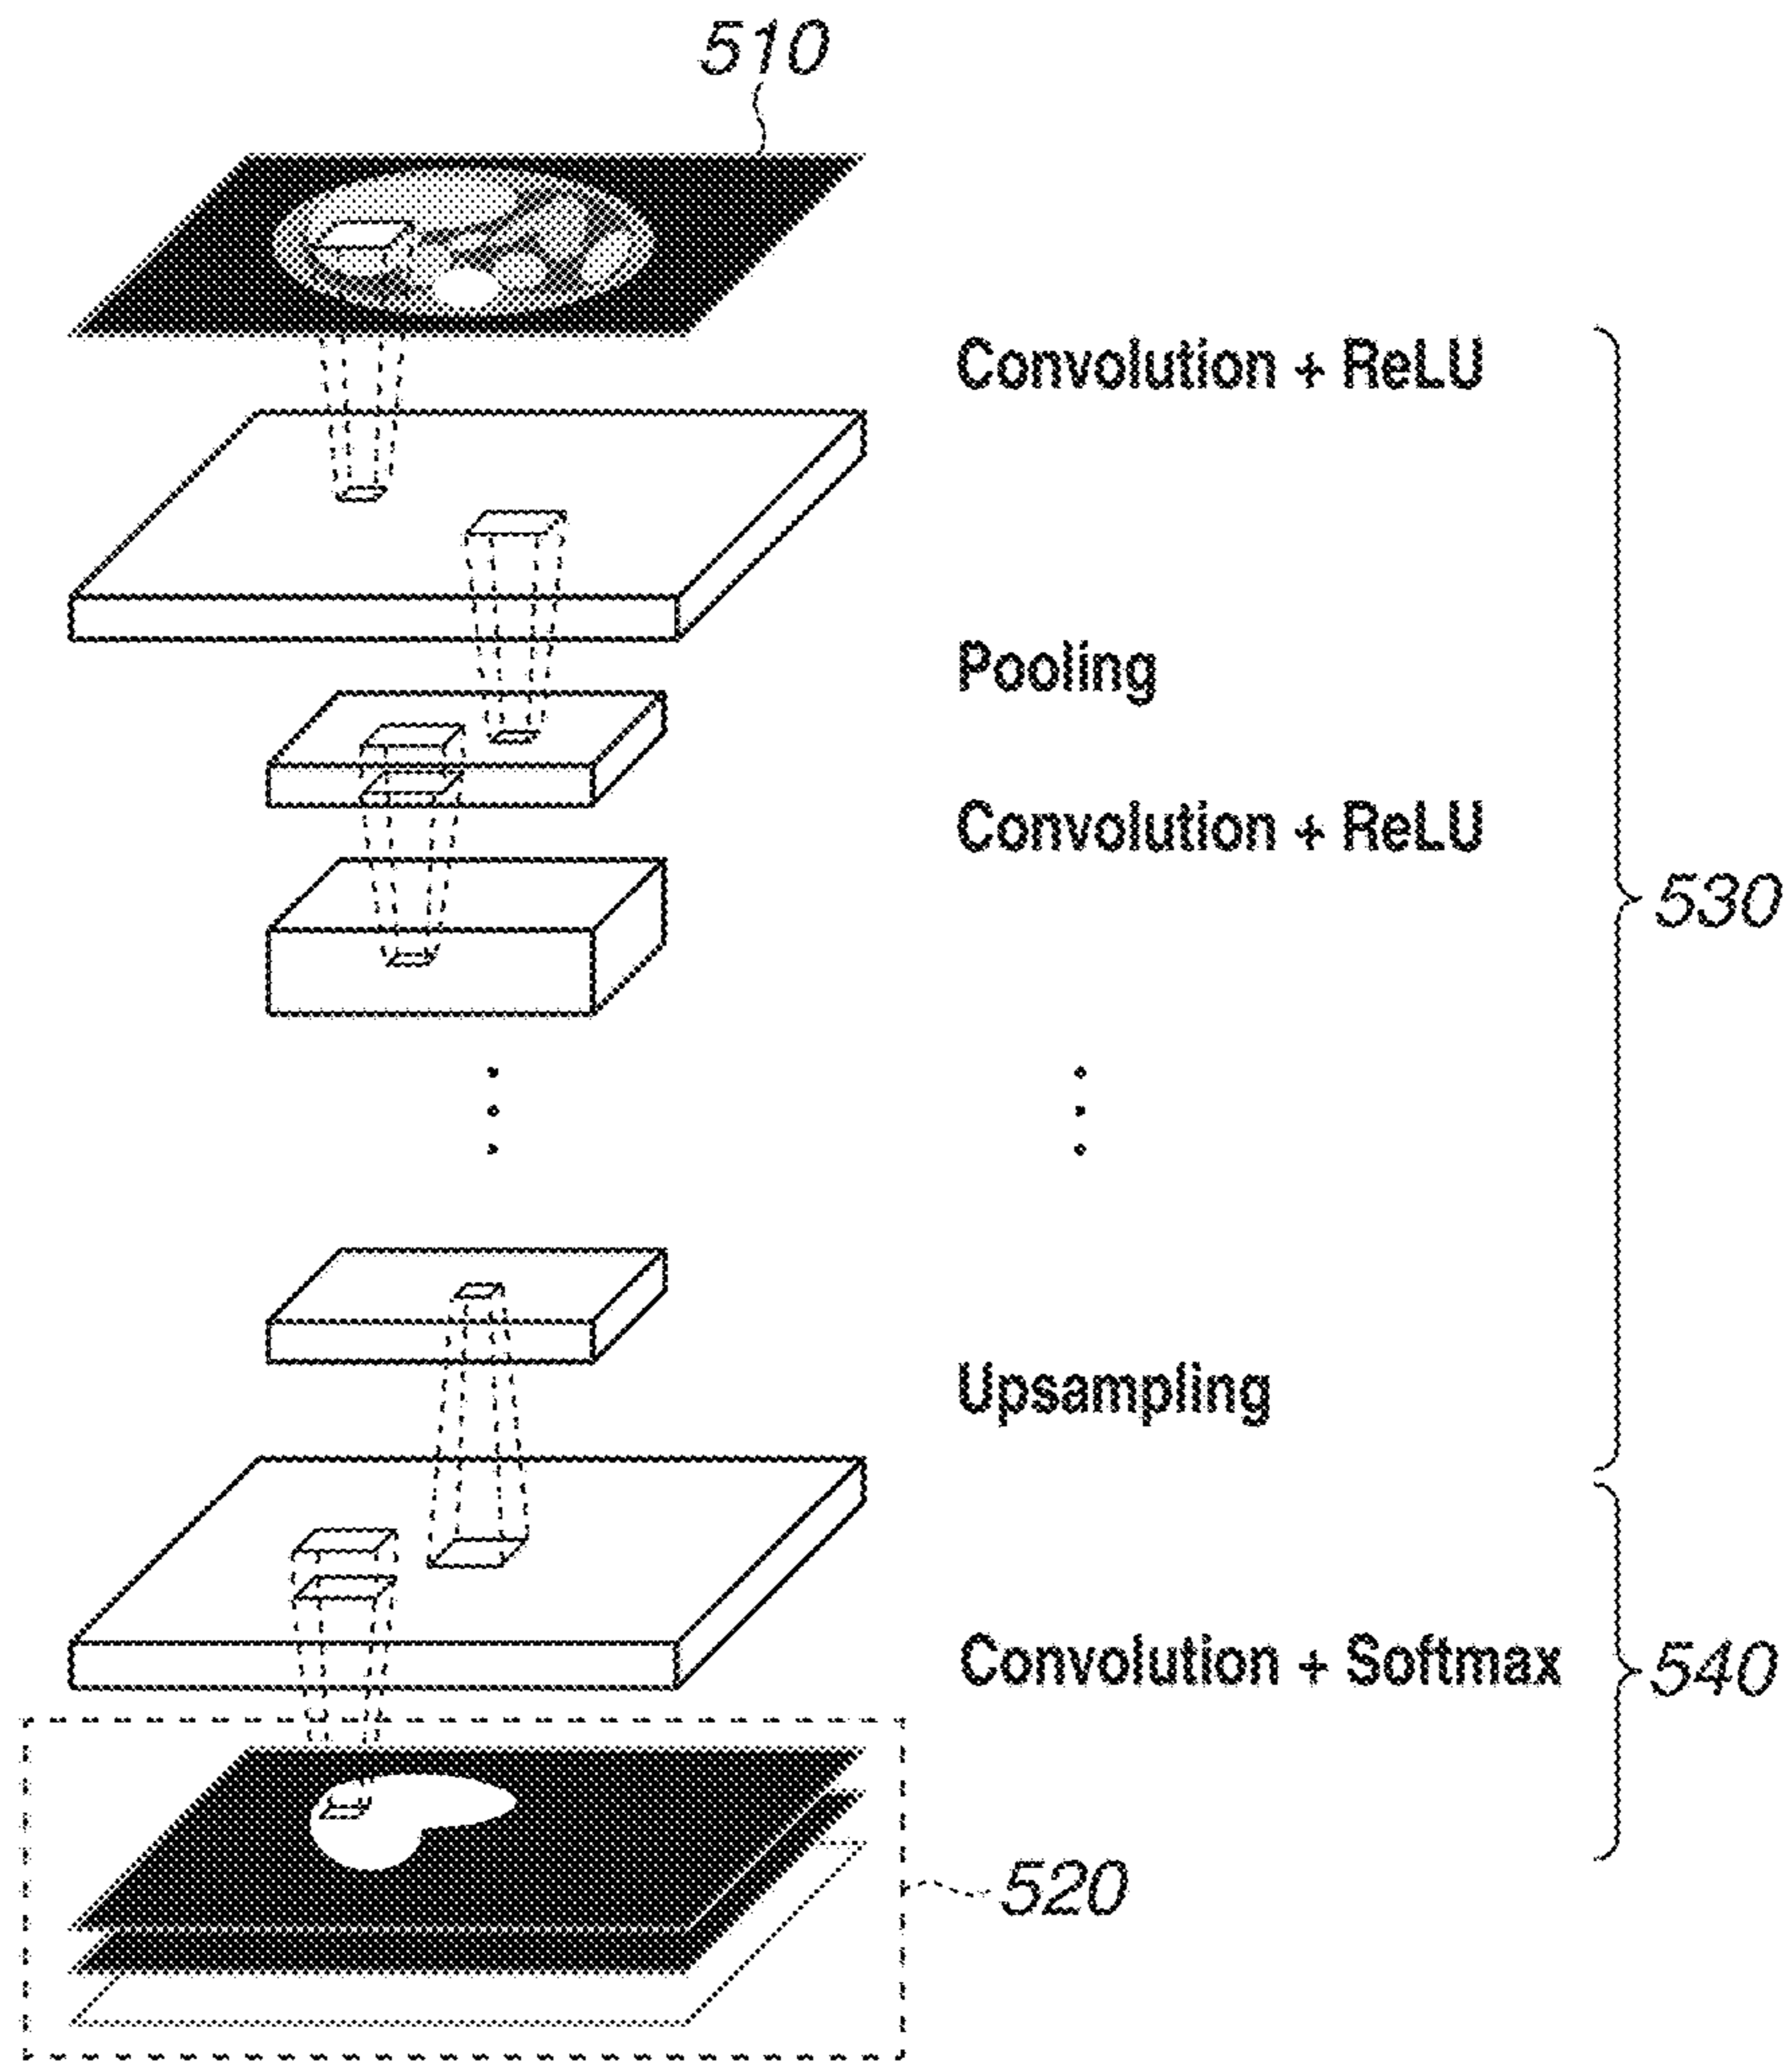 510
Convolution + ReLU
Pooling
Convolution + ReLU
530
Upsampling
Convolution + Softmax
540
520